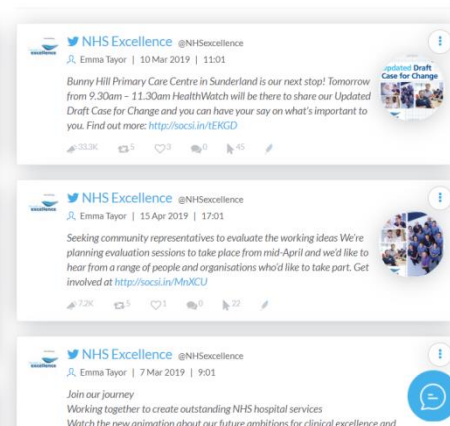 NHS Excellence @NHSexcellence
Emma Tayor | 10 Mar 2019 | 11:01
Bunny Hill Primary Care Centre in Sunderland is our next stop! Tomorrow
from 9.30am – 11.30am HealthWatch will be there to share our Updated
Draft Case for Change and you can have your say on what's important to
you. Find out more: http://socsi.in/tEKGD
Updated Draft
Case for Change
33.3K 5 3 0 45
NHS Excellence @NHSexcellence
Emma Tayor | 15 Apr 2019 | 17:01
Seeking community representatives to evaluate the working ideas We're
planning evaluation sessions to take place from mid-April and we'd like to
hear from a range of people and organisations who'd like to take part. Get
involved at http://socsi.in/MnXCU
7.2K 5 1 0 22
NHS Excellence @NHSexcellence
Emma Tayor | 7 Mar 2019 | 9:01
Join our journey
Working together to create outstanding NHS hospital services
Watch the new animation about our future ambitions for clinical excellence and